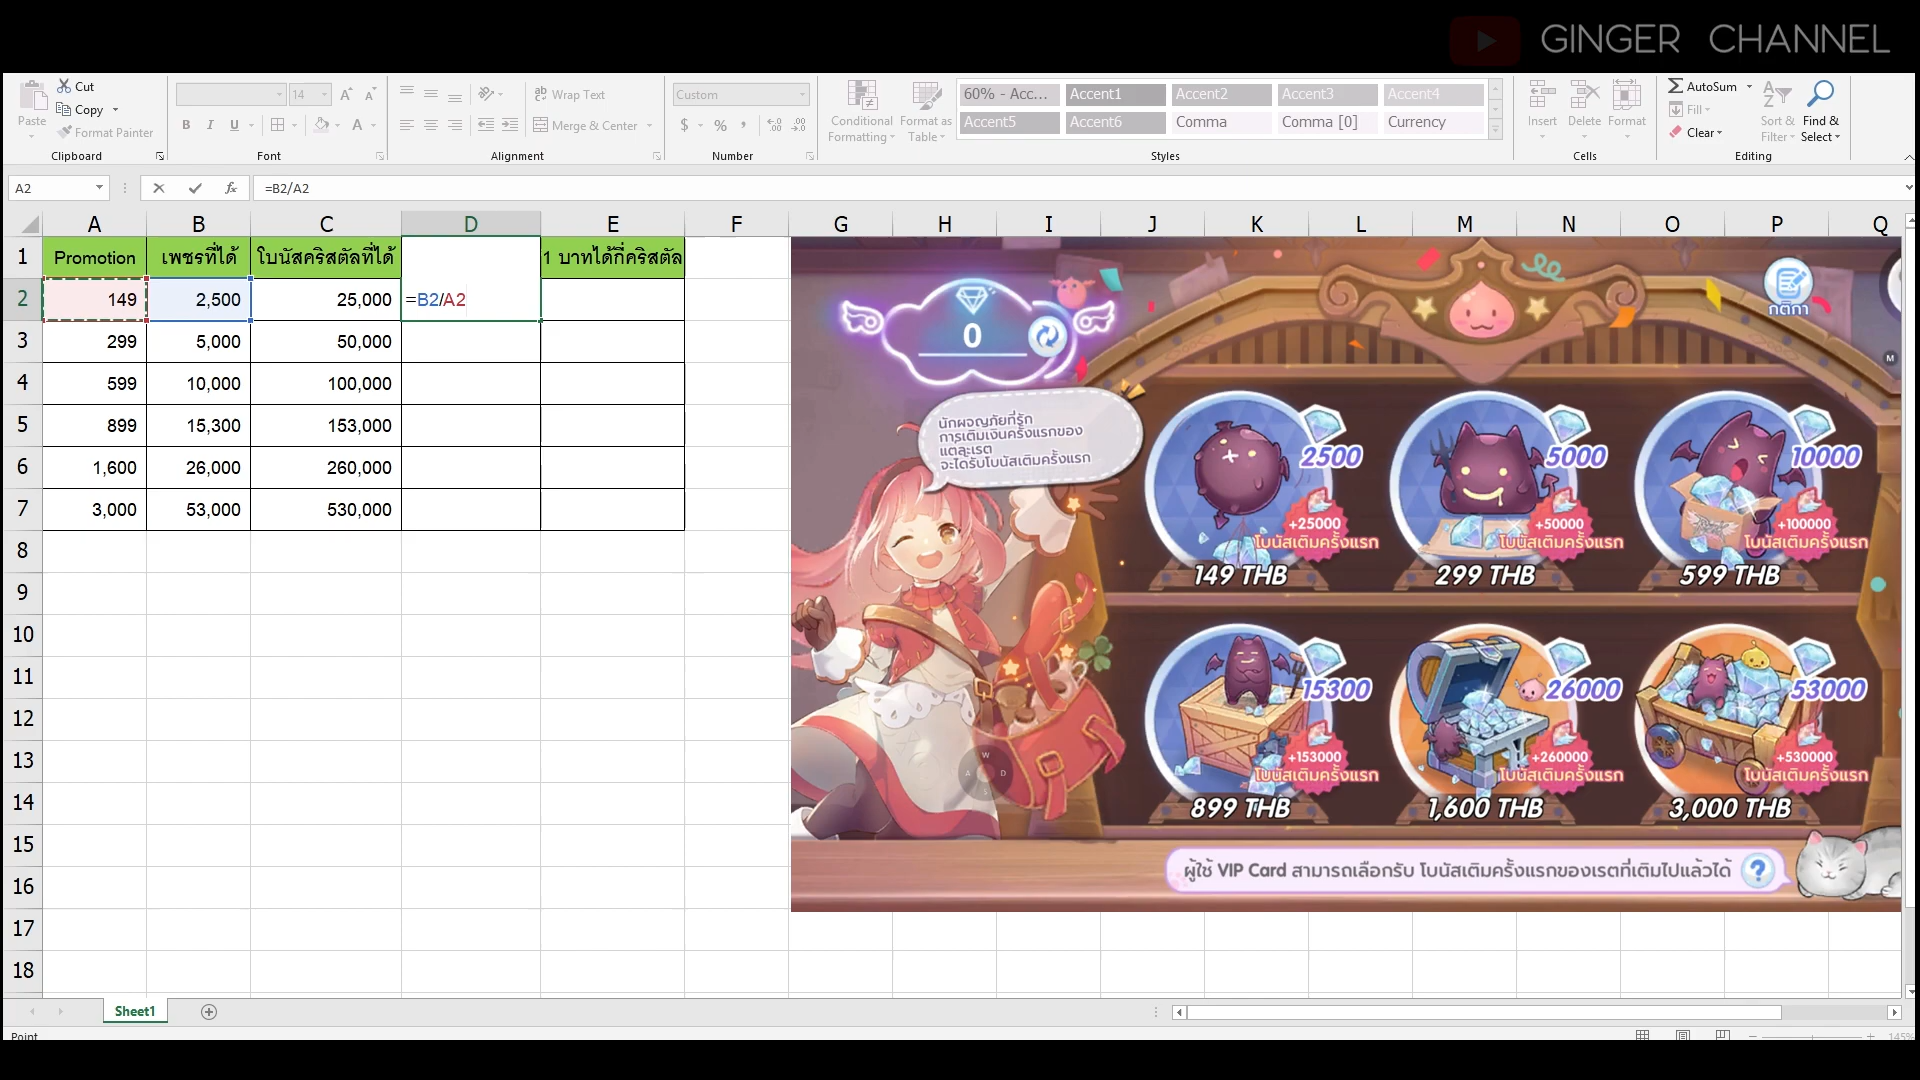 GINGER CHANNEL
Cut
Copy
Format Painter
Paste
Clipboard
14
B I U
Font
Wrap Text
Merge & Center
Alignment
Custom
$ % ,
Number
Conditional Formatting
Format as Table
60% - Acc...
Accent1
Accent2
Accent3
Accent4
Accent5
Accent6
Comma
Comma [0]
Currency
Styles
Insert
Delete
Format
Cells
AutoSum
Fill
Clear
Sort & Filter
Find & Select
Editing
A2
fx
=B2/A2
A B C D E F G H I J K L M N O P Q
1 Promotion เพชรที่ได้ โบนัสคริสตัลที่ได้ 1 บาทได้กี่คริสตัล
2 149 2,500 25,000 =B2/A2
3 299 5,000 50,000
4 599 10,000 100,000
5 899 15,300 153,000
6 1,600 26,000 260,000
7 3,000 53,000 530,000
8
9
10
11
12
13
14
15
16
17
18
0
กติกา
M
นักผจญภัยที่รัก
การเติมเงินครั้งแรกของ
แต่ละเรต
จะได้รับโบนัสเติมครั้งแรก
2500
+25000
โบนัสเติมครั้งแรก
149 THB
5000
+50000
โบนัสเติมครั้งแรก
299 THB
10000
+100000
โบนัสเติมครั้งแรก
599 THB
15300
+153000
โบนัสเติมครั้งแรก
899 THB
26000
+260000
โบนัสเติมครั้งแรก
1,600 THB
53000
+530000
โบนัสเติมครั้งแรก
3,000 THB
W
A D
S
ผู้ใช้ VIP Card สามารถเลือกรับ โบนัสเติมครั้งแรกของเรตที่เติมไปแล้วได้ ?
Sheet1
Point
145%